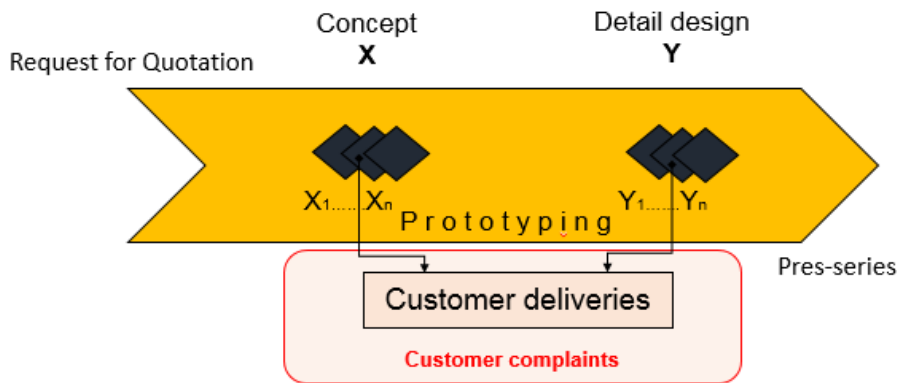 Concept
X
Detail design
Y
Request for Quotation
X1......Xn
Y1.......Yn
Prototyping
Pres-series
Customer deliveries
Customer complaints